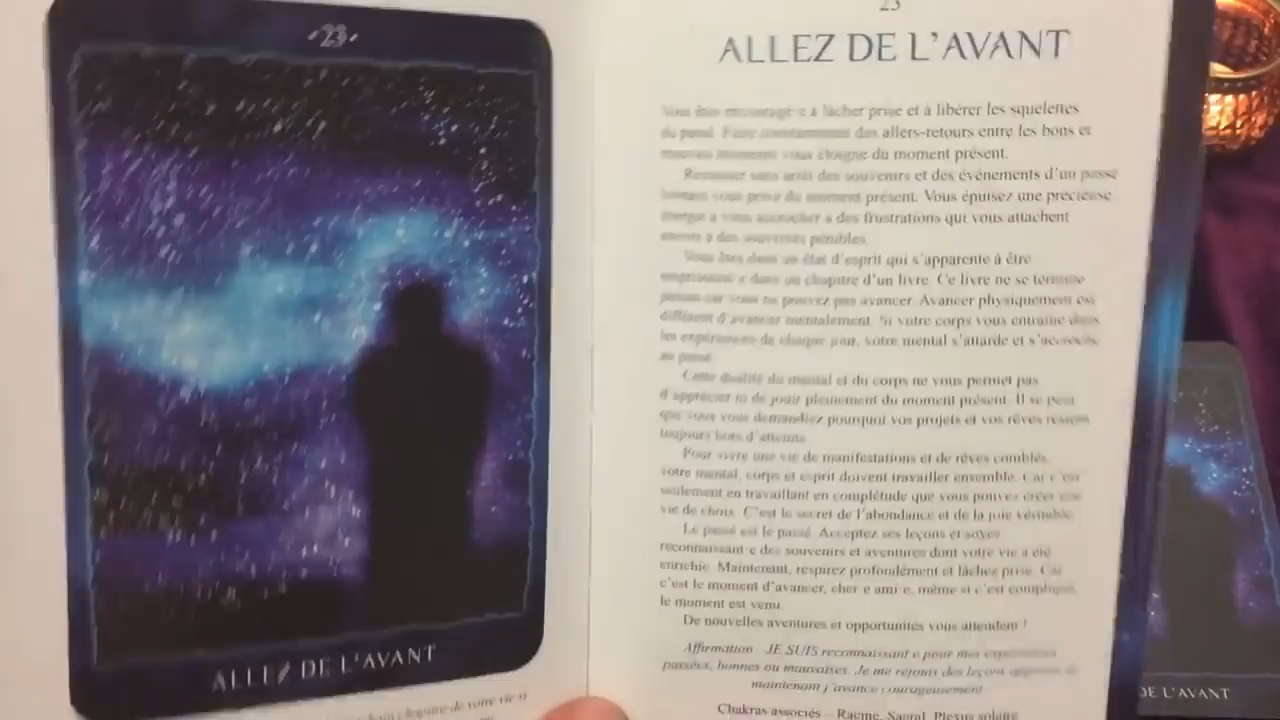 23
ALLEZ DE L'AVANT
chapitre de votre vie si
23
ALLEZ DE L'AVANT
Vous êtes encouragé·e à lâcher prise et à libérer les squelettes
du passé. Faire constamment des allers-retours entre les bons et
mauvais moments vous éloigne du moment présent.
Ressasser sans arrêt des souvenirs et des événements d'un passé
lointain vous prive du moment présent. Vous épuisez une précieuse
énergie à vous accrocher à des frustrations qui vous attachent
encore à des souvenirs pénibles.
Vous êtes dans un état d'esprit qui s'apparente à être
emprisonné·e dans un chapitre d'un livre. Ce livre ne se termine
jamais car vous ne pouvez pas avancer. Avancer physiquement est
différent d'avancer mentalement. Si votre corps vous entraîne dans
les expériences de chaque jour, votre mental s'attarde et s'accroche
au passé.
Cette dualité du mental et du corps ne vous permet pas
d'apprécier ni de jouir pleinement du moment présent. Il se peut
que vous vous demandiez pourquoi vos projets et vos rêves restent
toujours hors d'atteinte.
Pour vivre une vie de manifestations et de rêves comblés,
votre mental, corps et esprit doivent travailler ensemble. Car c'est
seulement en travaillant en complétude que vous pouvez créer une
vie de choix. C'est le secret de l'abondance et de la joie véritable.
Le passé est le passé. Acceptez ses leçons et soyez
reconnaissant·e des souvenirs et aventures dont votre vie a été
enrichie. Maintenant, respirez profondément et lâchez prise. Car
c'est le moment d'avancer, cher·e ami·e, même si c'est compliqué,
le moment est venu.
De nouvelles aventures et opportunités vous attendent !
Affirmation - JE SUIS reconnaissant·e pour mes expériences
passées, bonnes ou mauvaises. Je me réjouis des leçons apprises et
maintenant j'avance courageusement.
Chakras associés – Racine, Sacral, Plexus solaire
DE L'AVANT